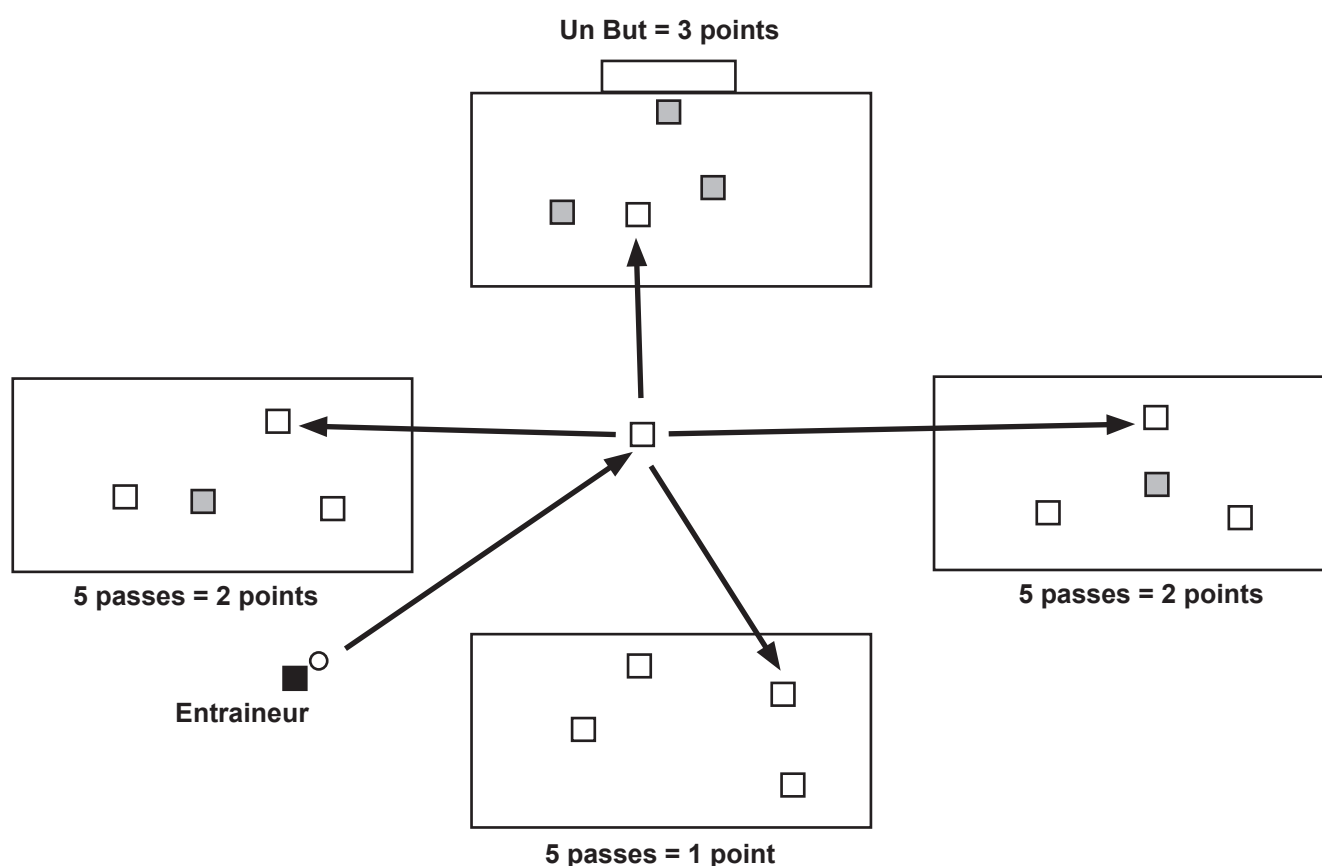 Un But = 3 points
5 passes = 2 points
5 passes = 2 points
Entraineur
5 passes = 1 point